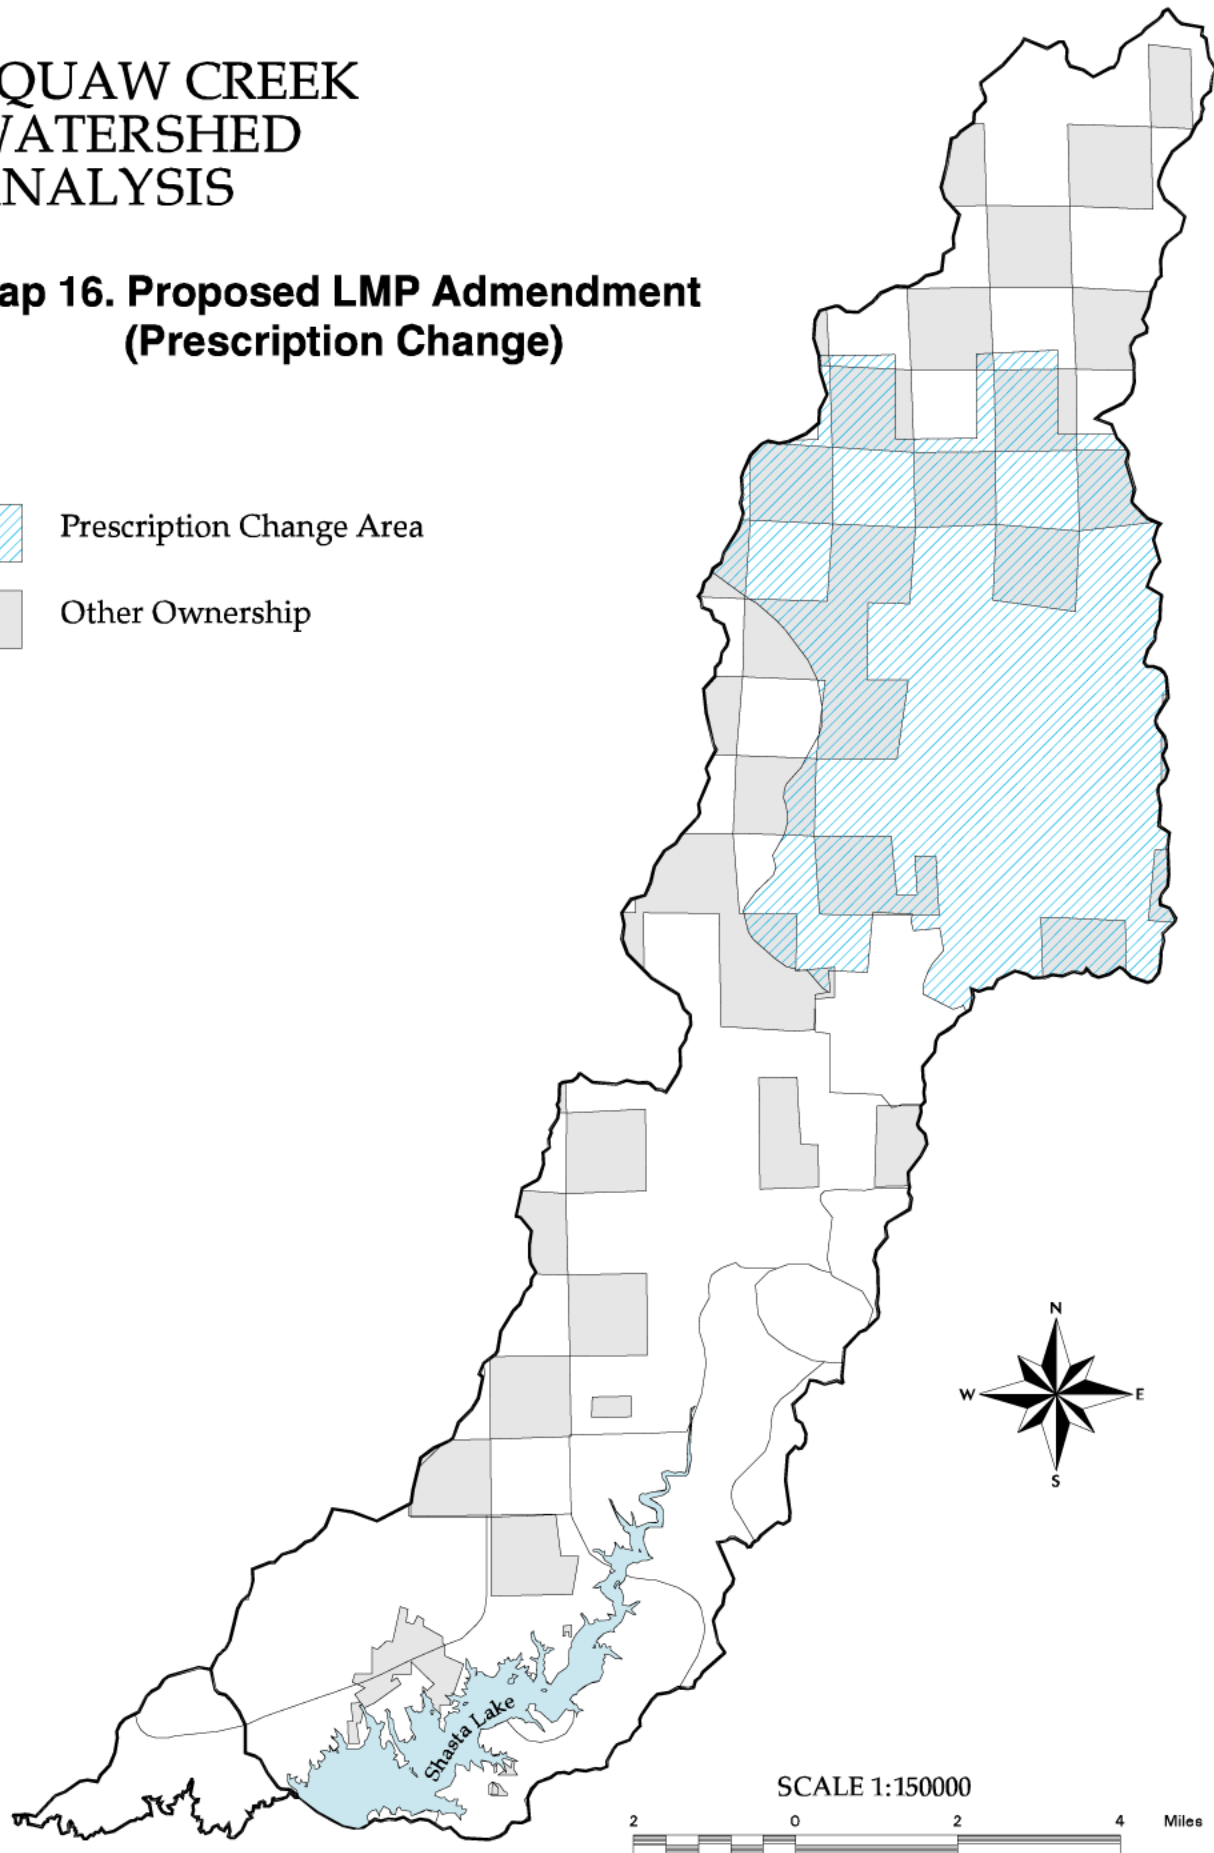 QUAW CREEK
WATERSHED
NALYSIS
ap 16. Proposed LMP Admendment
(Prescription Change)
Prescription Change Area
Other Ownership
N
W E
S
Shasta Lake
SCALE 1:150000
2 0 2 4 Miles